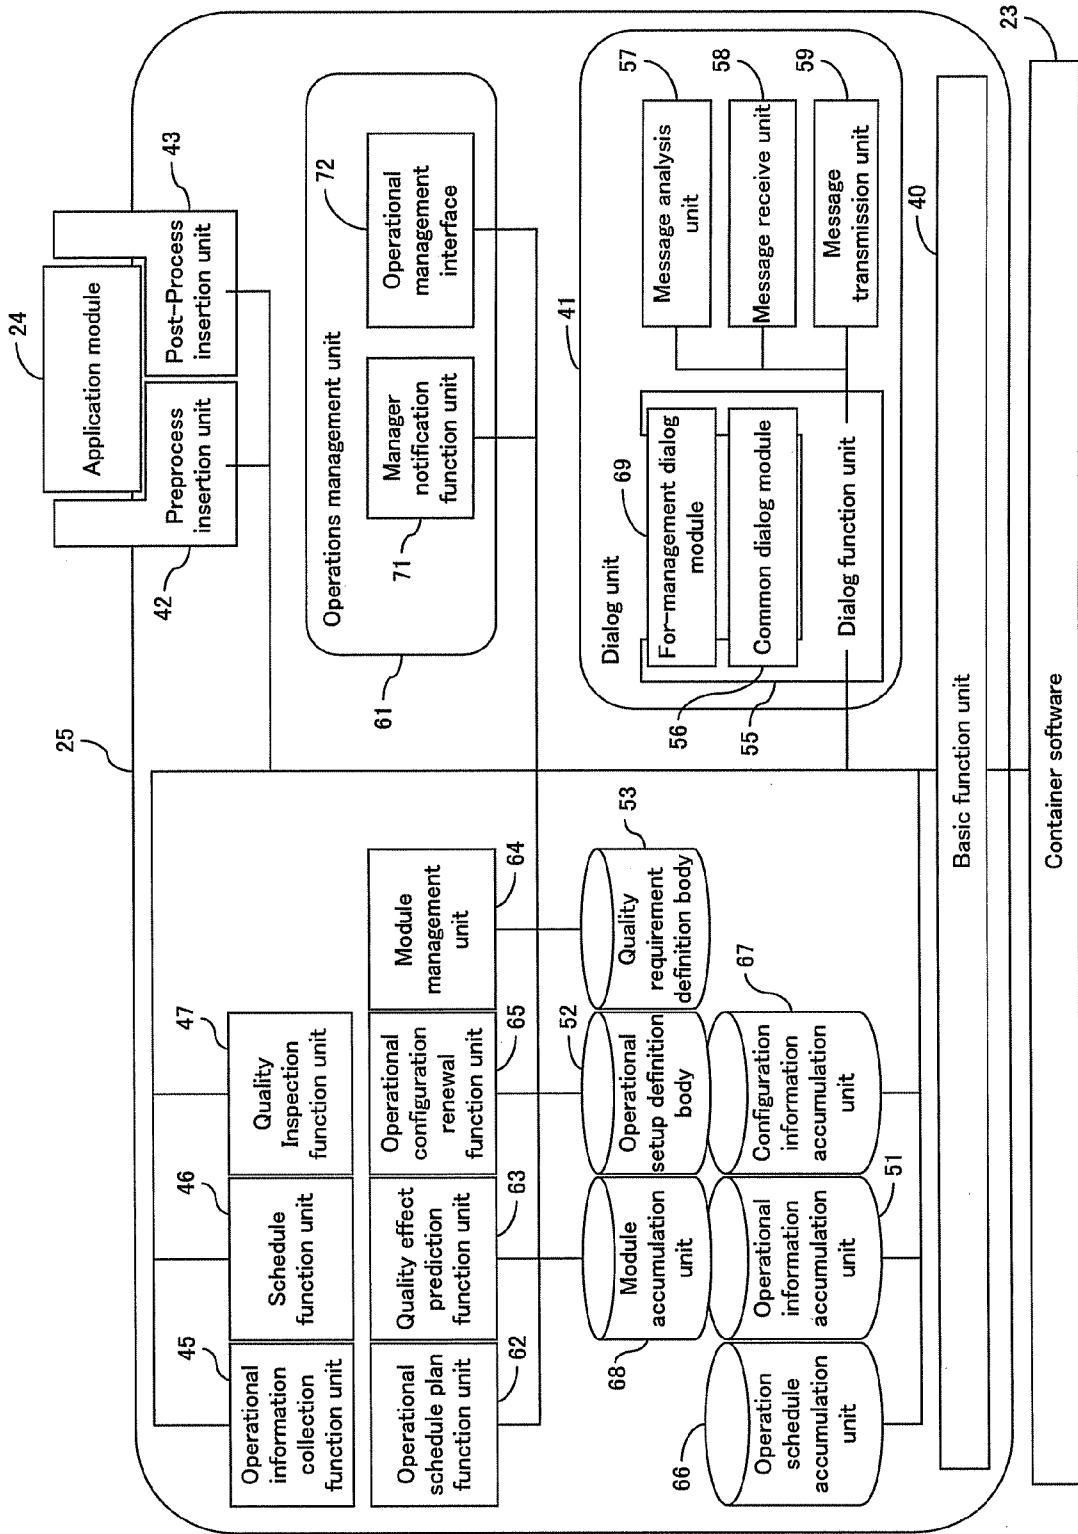 25
24
Application module
42
Preprocess
insertion unit
43
Post-Process
insertion unit
45
Operational
information
collection
function unit
46
Schedule
function unit
47
Quality
Inspection
function unit
61
Operations management unit
71
Manager
notification
function unit
72
Operational
management
interface
62
Operational
schedule plan
function unit
63
Quality effect
prediction
function unit
65
Operational
configuration
renewal
function unit
64
Module
management
unit
68
Module
accumulation
unit
52
Operational
setup definition
body
53
Quality
requirement
definition body
66
Operation
schedule
accumulation
unit
51
Operational
information
accumulation
unit
67
Configuration
information
accumulation
unit
41
Dialog unit
69
For-management dialog
module
56
Common dialog module
55
Dialog function unit
57
Message analysis
unit
58
Message receive unit
59
Message
transmission unit
40
Basic function unit
23
Container software